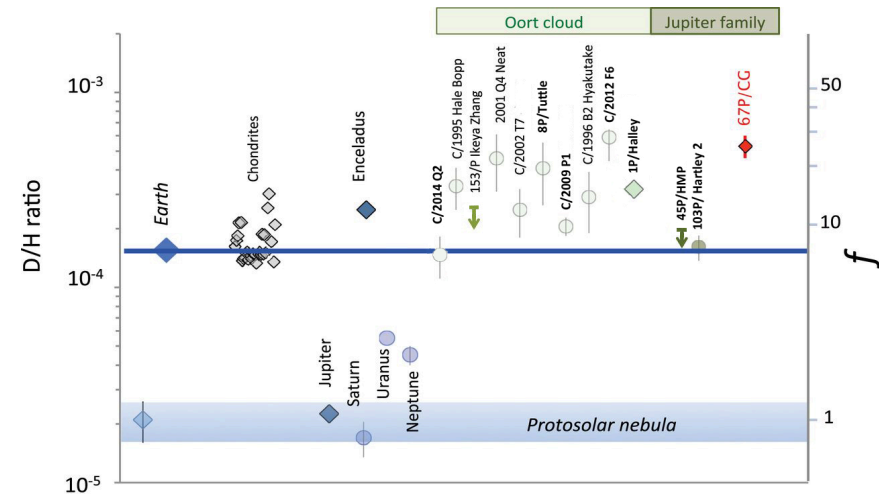 Oort cloud
Jupiter family
D/H ratio
10-3
10-4
10-5
Earth
Chondrites
Enceladus
C/2014 Q2
C/1995 Hale Bopp
153/P Ikeya Zhang
2001 Q4 Neat
C/2002 T7
8P/Tuttle
C/2009 P1
C/1996 B2 Hyakutake
C/2012 F6
1P/Halley
45P/HMP
103P/ Hartley 2
67P/CG
Jupiter
Saturn
Uranus
Neptune
Protosolar nebula
50
10
1
f